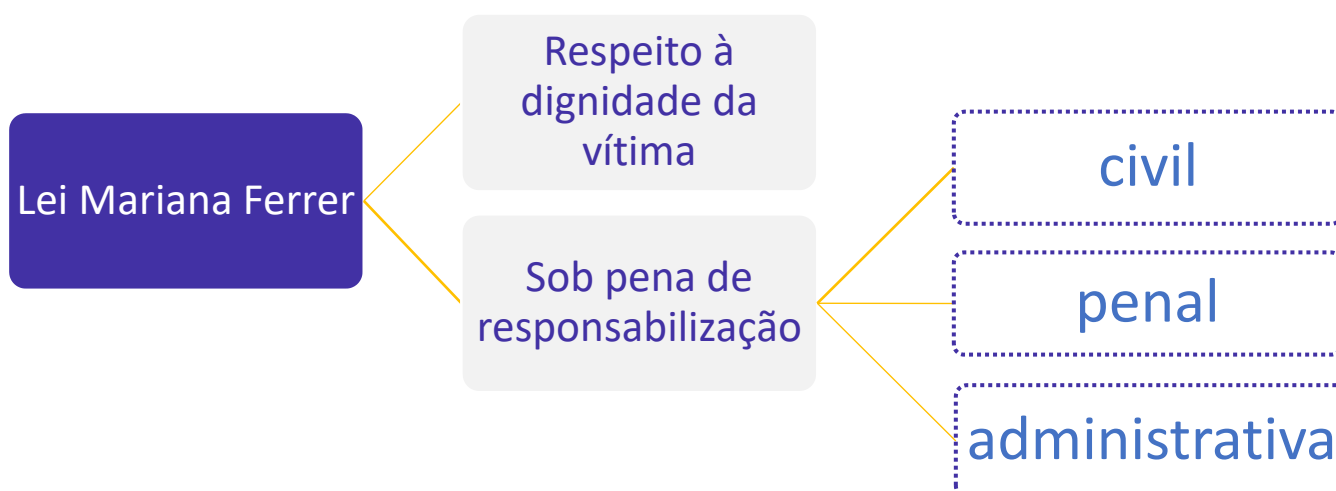 Lei Mariana Ferrer
Respeito à
dignidade da
vítima
Sob pena de
responsabilização
civil
penal
administrativa